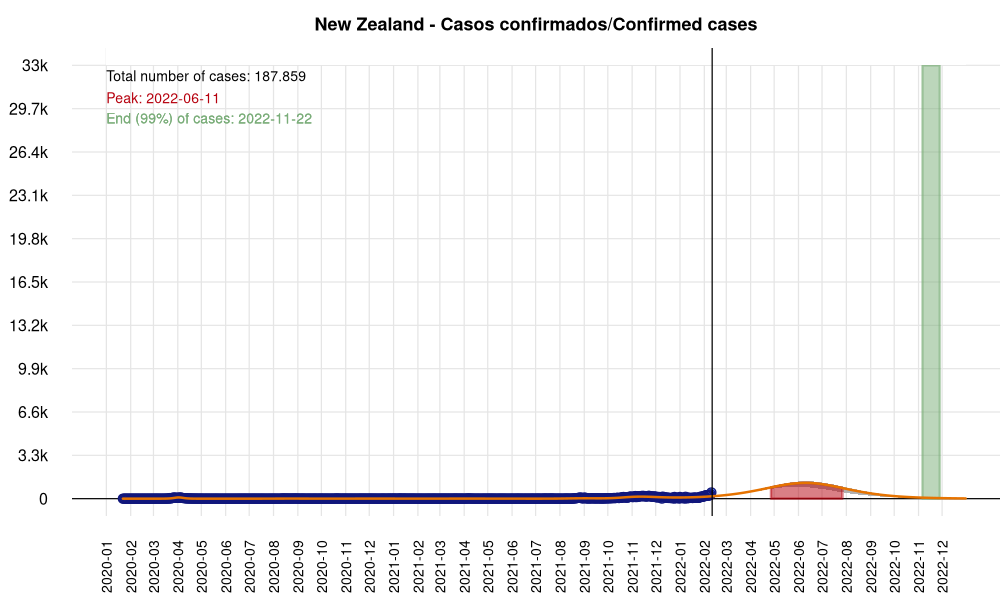 New Zealand - Casos confirmados/Confirmed cases
Total number of cases: 187.859
Peak: 2022-06-11
End (99%) of cases: 2022-11-22
33k
29.7k
26.4k
23.1k
19.8k
16.5k
13.2k
9.9k
6.6k
3.3k
0
2020-01
2020-02
2020-03
2020-04
2020-05
2020-06
2020-07
2020-08
2020-09
2020-10
2020-11
2020-12
2021-01
2021-02
2021-03
2021-04
2021-05
2021-06
2021-07
2021-08
2021-09
2021-10
2021-11
2021-12
2022-01
2022-02
2022-03
2022-04
2022-05
2022-06
2022-07
2022-08
2022-09
2022-10
2022-11
2022-12